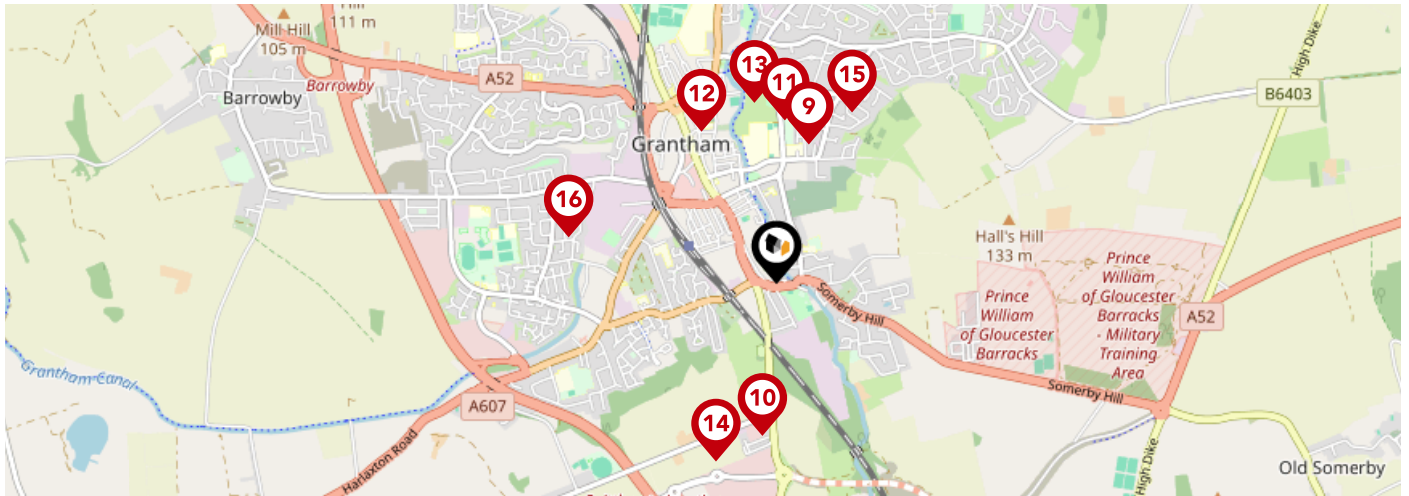 Mill Hill
105 m
111 m
Barrowby
A52
Barrowby
13
11
15
12
9
Grantham
High Dike
B6403
16
Hall's Hill
133 m
Prince
William
of Gloucester
Barracks
- Military
Training
Area
Prince
William
of Gloucester
Barracks
A52
Somerby Hill
Grantham Canal
A607
10
14
Somerby Hill
Harlaxton Road
High Dike
Old Somerby